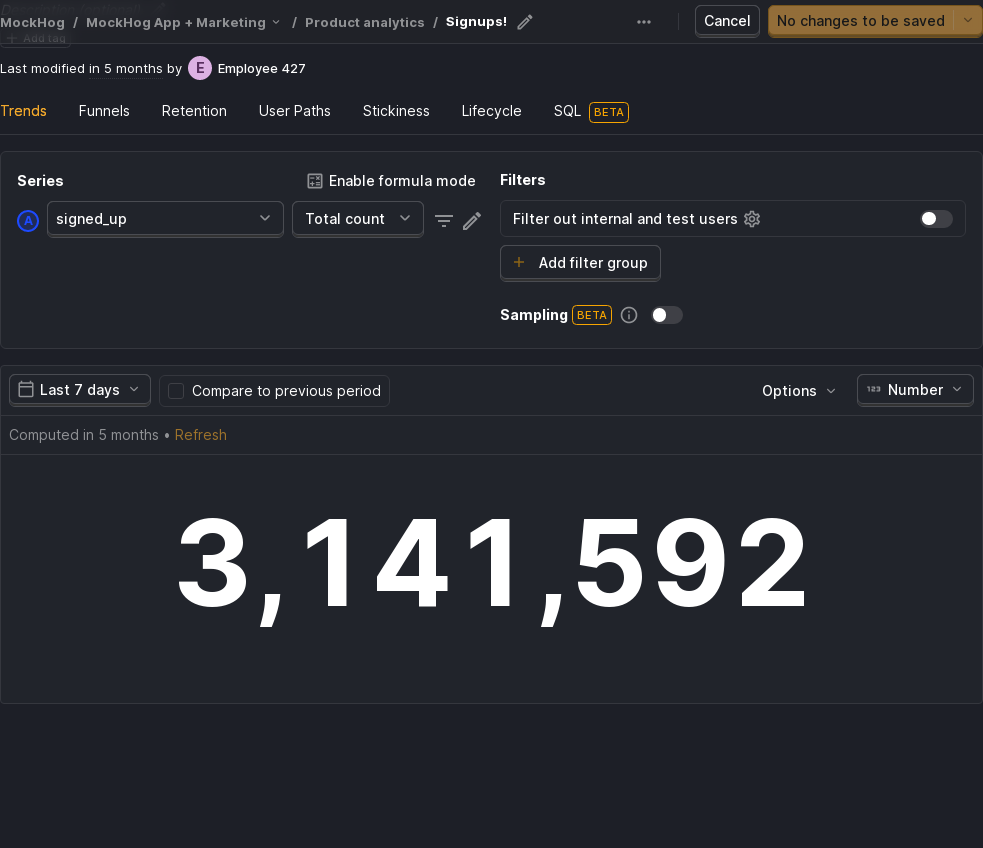 MockHog / MockHog App + Marketing / Product analytics / Signups!
Cancel
No changes to be saved
Add tag
Last modified in 5 months by E Employee 427
Trends Funnels Retention User Paths Stickiness Lifecycle SQL BETA
Series
Enable formula mode
Filters
A signed_up Total count
Filter out internal and test users
+ Add filter group
Sampling BETA
Last 7 days
Compare to previous period
Options
123 Number
Computed in 5 months • Refresh
3,141,592